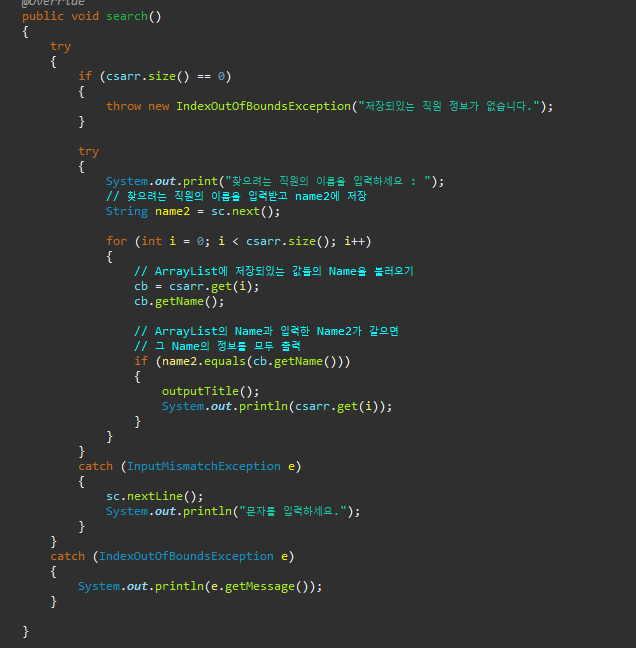 @Override
public void search()
{
    try
    {
        if (csarr.size() == 0)
        {
            throw new IndexOutOfBoundsException("저장되있는 직원 정보가 없습니다.");
        }

        try
        {
            System.out.print("찾으려는 직원의 이름을 입력하세요 : ");
            // 찾으려는 직원의 이름을 입력받고 name2에 저장
            String name2 = sc.next();

            for (int i = 0; i < csarr.size(); i++)
            {
                // ArrayList에 저장되있는 값들의 Name을 불러오기
                cb = csarr.get(i);
                cb.getName();

                // ArrayList의 Name과 입력한 Name2가 같으면
                // 그 Name의 정보를 모두 출력
                if (name2.equals(cb.getName()))
                {
                    outputTitle();
                    System.out.println(csarr.get(i));
                }
            }
        }
        catch (InputMismatchException e)
        {
            sc.nextLine();
            System.out.println("문자를 입력하세요.");
        }
    }
    catch (IndexOutOfBoundsException e)
    {
        System.out.println(e.getMessage());
    }

}